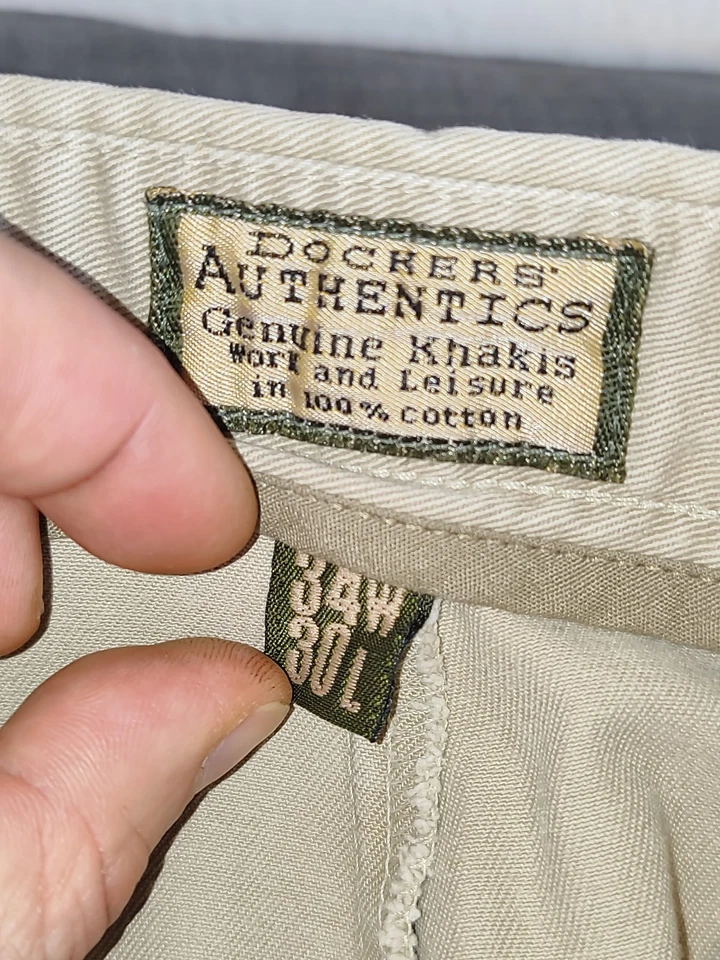 DOCKERS®
AUTHENTICS
Genuine Khakis
Work and Leisure
in 100% cotton
34W
30L